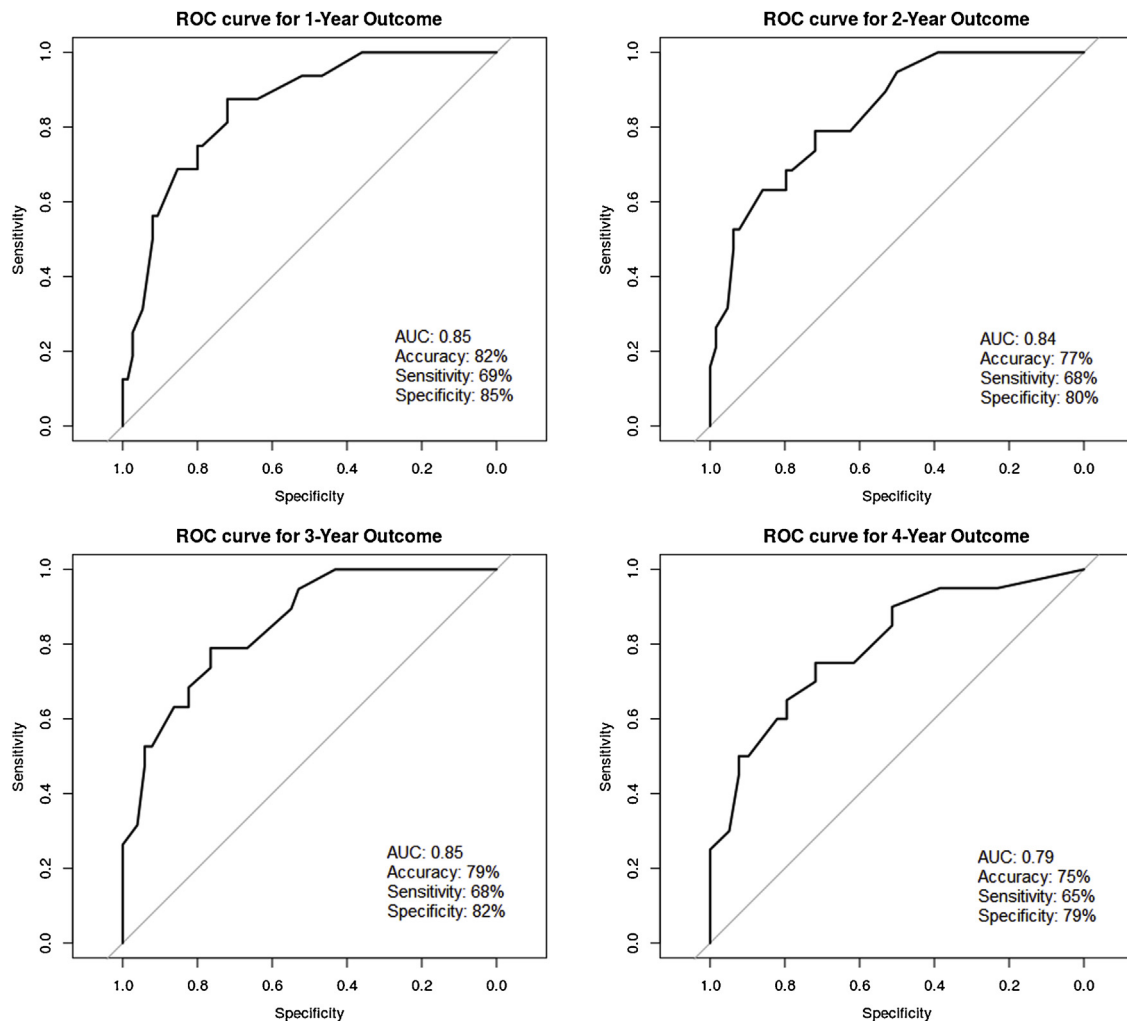 ROC curve for 1-Year Outcome
Sensitivity
1.0
0.8
0.6
0.4
0.2
0.0
AUC: 0.85
Accuracy: 82%
Sensitivity: 69%
Specificity: 85%
1.0 0.8 0.6 0.4 0.2 0.0
Specificity
ROC curve for 2-Year Outcome
Sensitivity
1.0
0.8
0.6
0.4
0.2
0.0
AUC: 0.84
Accuracy: 77%
Sensitivity: 68%
Specificity: 80%
1.0 0.8 0.6 0.4 0.2 0.0
Specificity
ROC curve for 3-Year Outcome
Sensitivity
1.0
0.8
0.6
0.4
0.2
0.0
AUC: 0.85
Accuracy: 79%
Sensitivity: 68%
Specificity: 82%
1.0 0.8 0.6 0.4 0.2 0.0
Specificity
ROC curve for 4-Year Outcome
Sensitivity
1.0
0.8
0.6
0.4
0.2
0.0
AUC: 0.79
Accuracy: 75%
Sensitivity: 65%
Specificity: 79%
1.0 0.8 0.6 0.4 0.2 0.0
Specificity